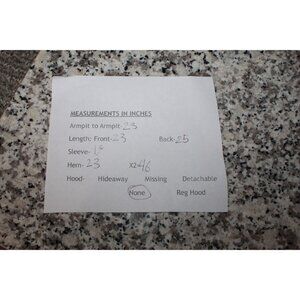 MEASUREMENTS IN INCHES
Armpit to Armpit- 23
Length: Front- 23 Back- 25
Sleeve-
Hem- 23 X2- 46
Hood- Hideaway Missing Detachable
None Reg Hood